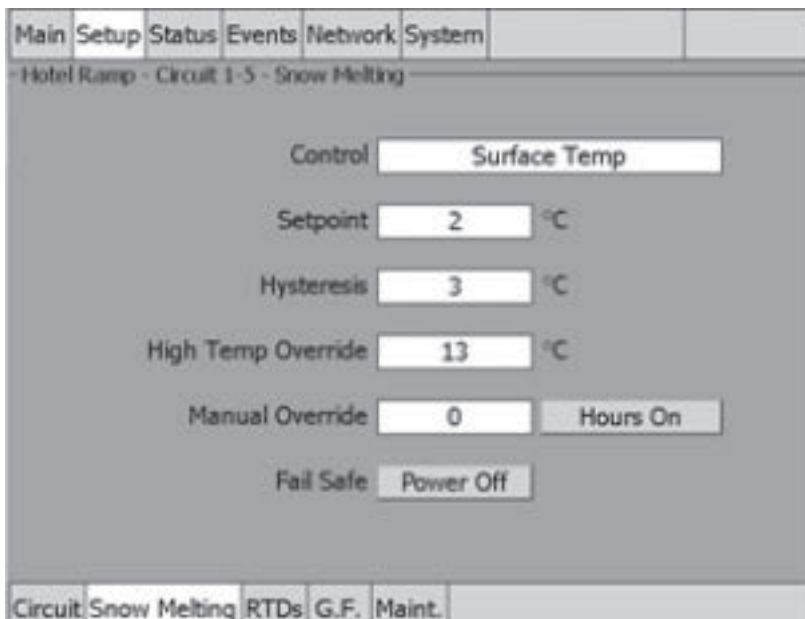 Main Setup Status Events Network System
Hotel Ramp - Circuit 1-5 - Snow Melting
Control Surface Temp
Setpoint 2 °C
Hysteresis 3 °C
High Temp Override 13 °C
Manual Override 0 Hours On
Fail Safe Power Off
Circuit Snow Melting RTDs G.F. Maint.